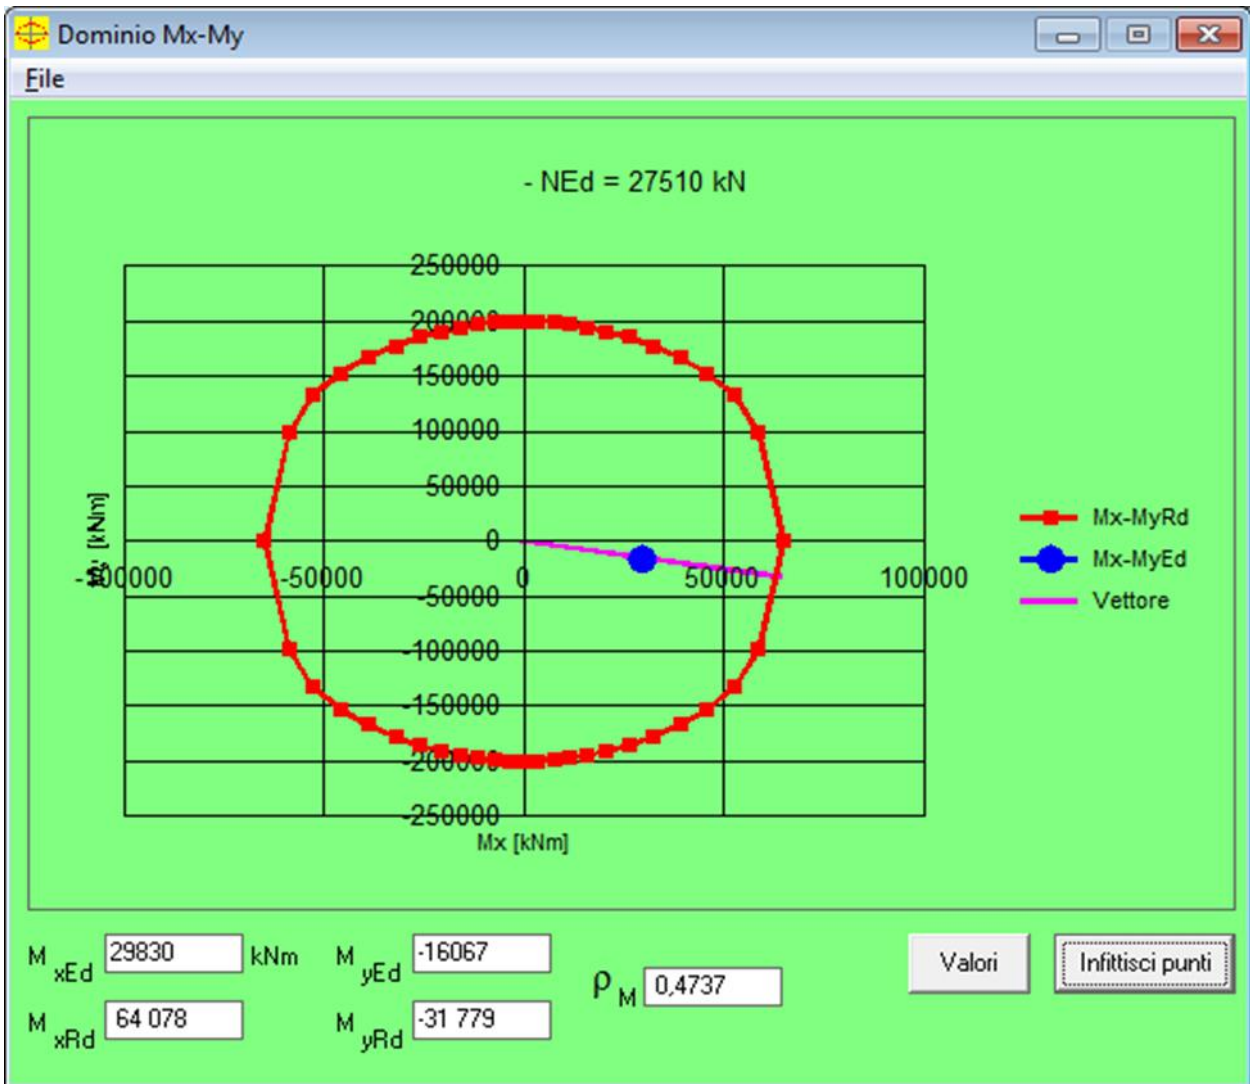 Dominio Mx-My
File
- NEd = 27510 kN
250000
200000
150000
100000
50000
0
-100000 -50000 0 50000 100000
-50000
-100000
-150000
-200000
-250000
[kNm]
Mx [kNm]
Mx-MyRd
Mx-MyEd
Vettore
M xEd 29830 kNm M yEd -16067
ρ M 0,4737
Valori Infittisci punti
M xRd 64 078 M yRd -31 779